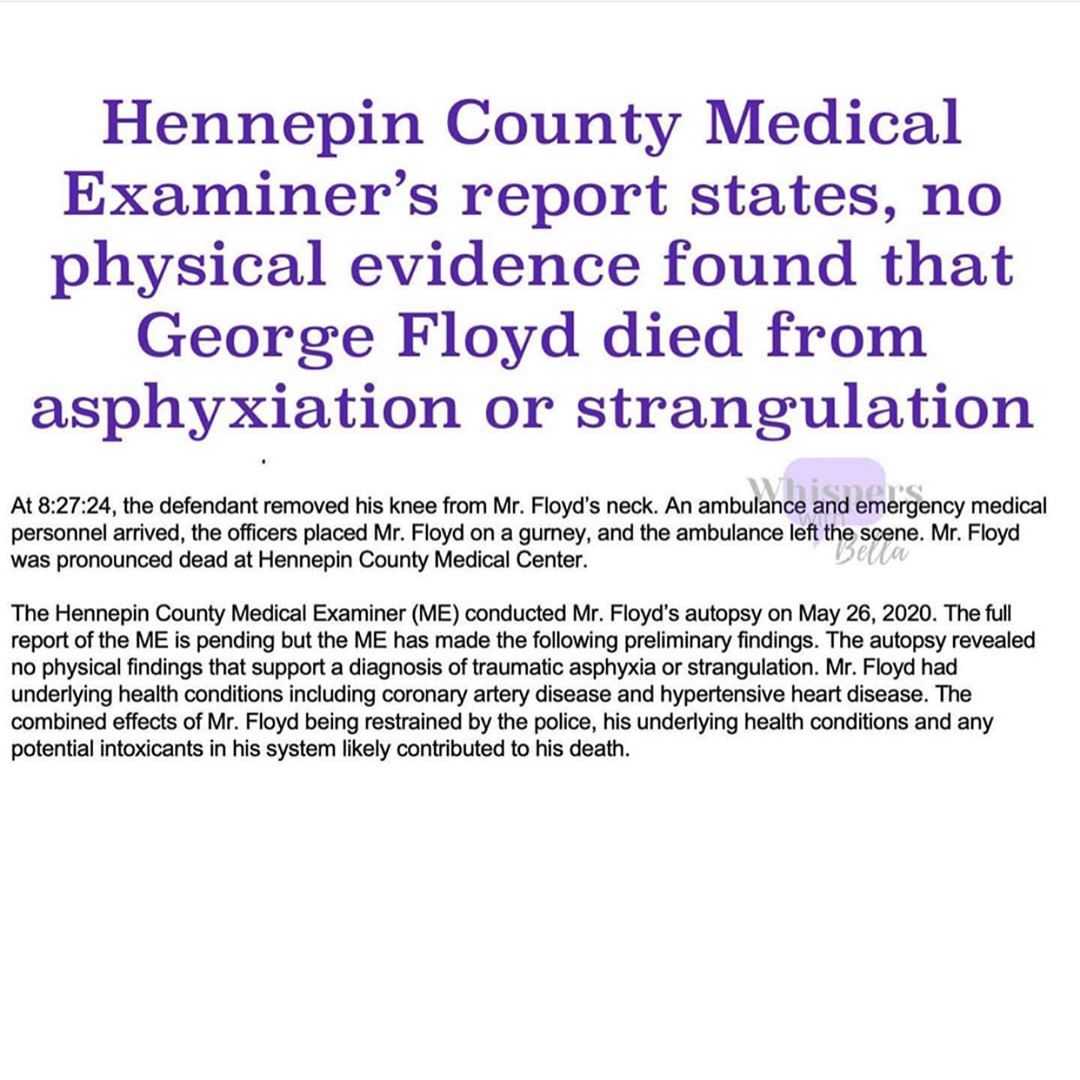 Hennepin County Medical
Examiner’s report states, no
physical evidence found that
George Floyd died from
asphyxiation or strangulation
.
Whispers
with
Bella
At 8:27:24, the defendant removed his knee from Mr. Floyd’s neck. An ambulance and emergency medical
personnel arrived, the officers placed Mr. Floyd on a gurney, and the ambulance left the scene. Mr. Floyd
was pronounced dead at Hennepin County Medical Center.
The Hennepin County Medical Examiner (ME) conducted Mr. Floyd’s autopsy on May 26, 2020. The full
report of the ME is pending but the ME has made the following preliminary findings. The autopsy revealed
no physical findings that support a diagnosis of traumatic asphyxia or strangulation. Mr. Floyd had
underlying health conditions including coronary artery disease and hypertensive heart disease. The
combined effects of Mr. Floyd being restrained by the police, his underlying health conditions and any
potential intoxicants in his system likely contributed to his death.